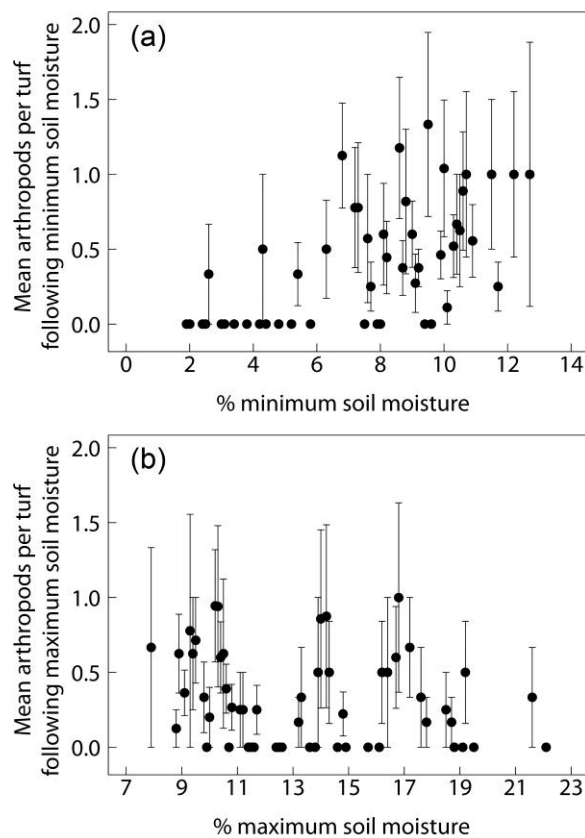 (a)
Mean arthropods per turf
following minimum soil moisture
2.0
1.5
1.0
0.5
0.0
0 2 4 6 8 10 12 14
% minimum soil moisture
(b)
Mean arthropods per turf
following maximum soil moisture
2.0
1.5
1.0
0.5
0.0
7 9 11 13 15 17 19 21 23
% maximum soil moisture